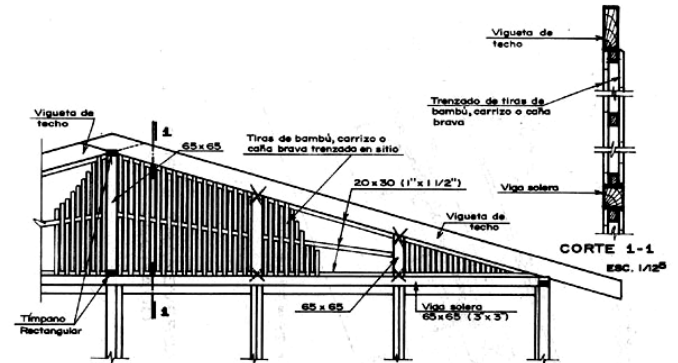 Vigueta de
techo
Trenzado de tiras de
bambú, carrizo o caña
brava
Viga solera
CORTE 1-1
ESC. 1/12⁵
Vigueta de
techo
1
65 x 65
Tiras de bambú, carrizo o
caña brava trenzada en sitio
20 x 30 (1" x 1 1/2")
Vigueta de
techo
Tímpano
Rectangular
1
65 x 65
Viga solera
65 x 65 (3" x 3")